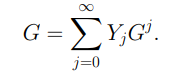 G = \sum_{j=0}^{\infty} Y_j G^j.